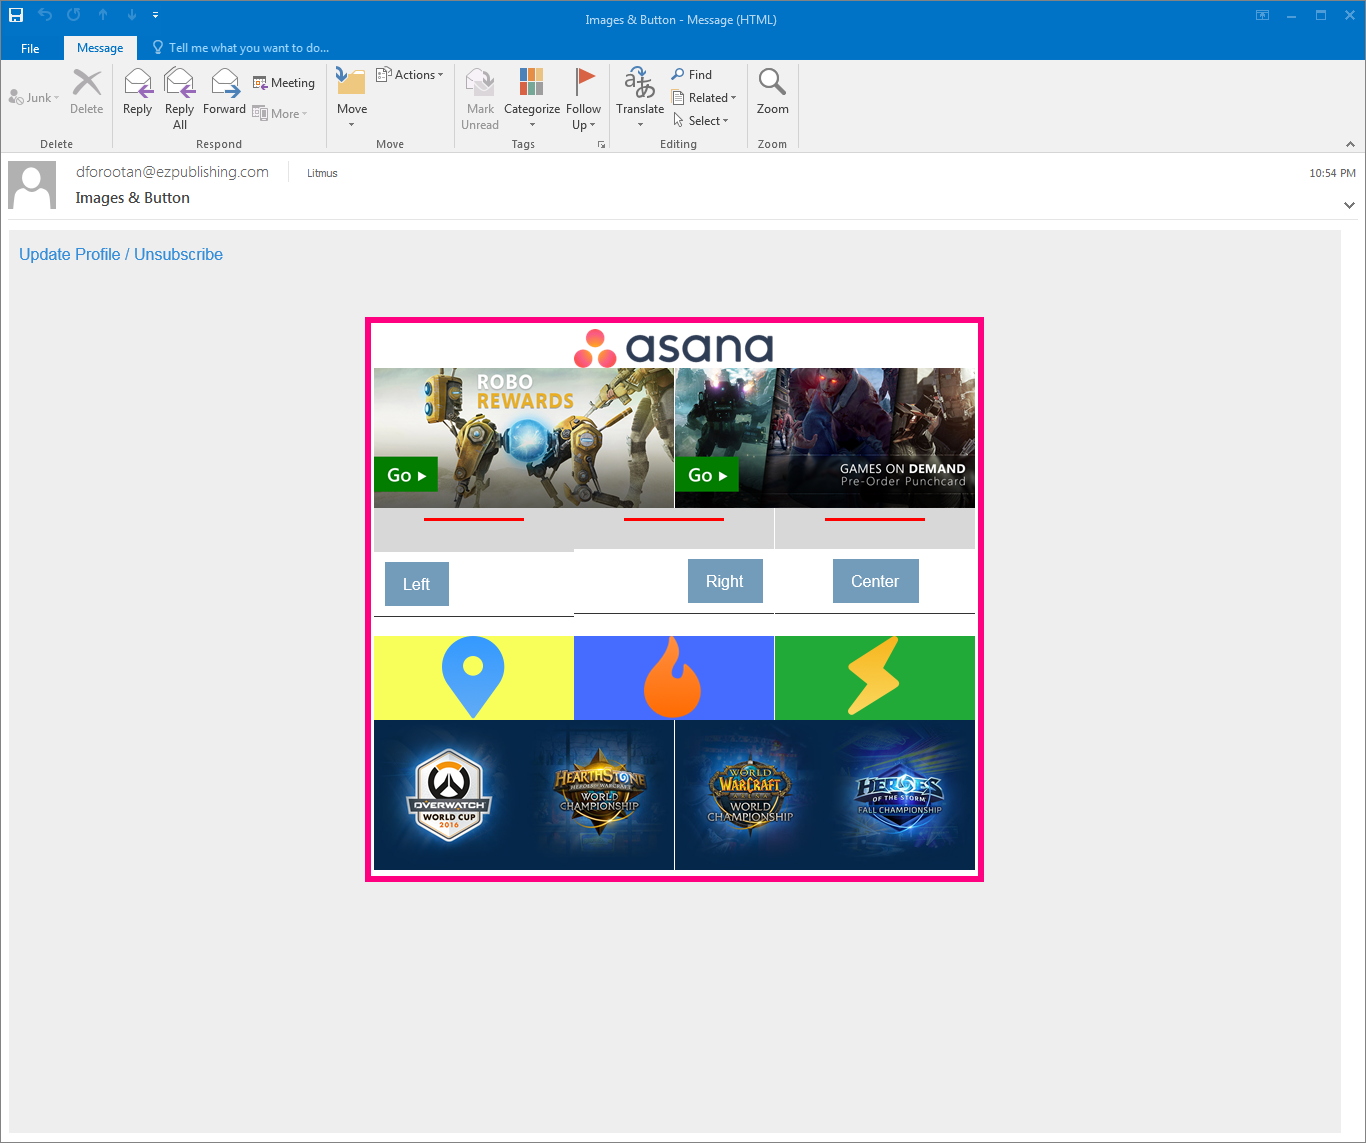 Images & Button - Message (HTML)
File
Message
Tell me what you want to do...
Junk
Delete
Reply
Reply All
Forward
Meeting
More
Move
Actions
Mark Unread
Categorize
Follow Up
Translate
Find
Related
Select
Zoom
Delete
Respond
Move
Tags
Editing
Zoom
dforootan@ezpublishing.com
Litmus
10:54 PM
Images & Button
Update Profile / Unsubscribe
asana
ROBO
REWARDS
Go
Go
GAMES ON DEMAND
Pre-Order Punchcard
Left
Right
Center
OVERWATCH
WORLD CUP
2016
HEARTHSTONE
HEROES OF WARCRAFT
WORLD
CHAMPIONSHIP
WORLD
WARCRAFT
WORLD
CHAMPIONSHIP
HEROES
OF THE STORM
FALL CHAMPIONSHIP